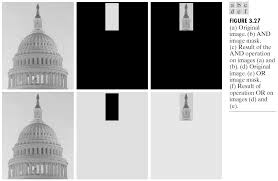 a b c
d e f
FIGURE 3.27
(a) Original
image. (b) AND
image mask.
(c) Result of the
AND operation
on images (a) and
(b). (d) Original
image. (e) OR
image mask.
(f) Result of
operation OR on
images (d) and
(e).